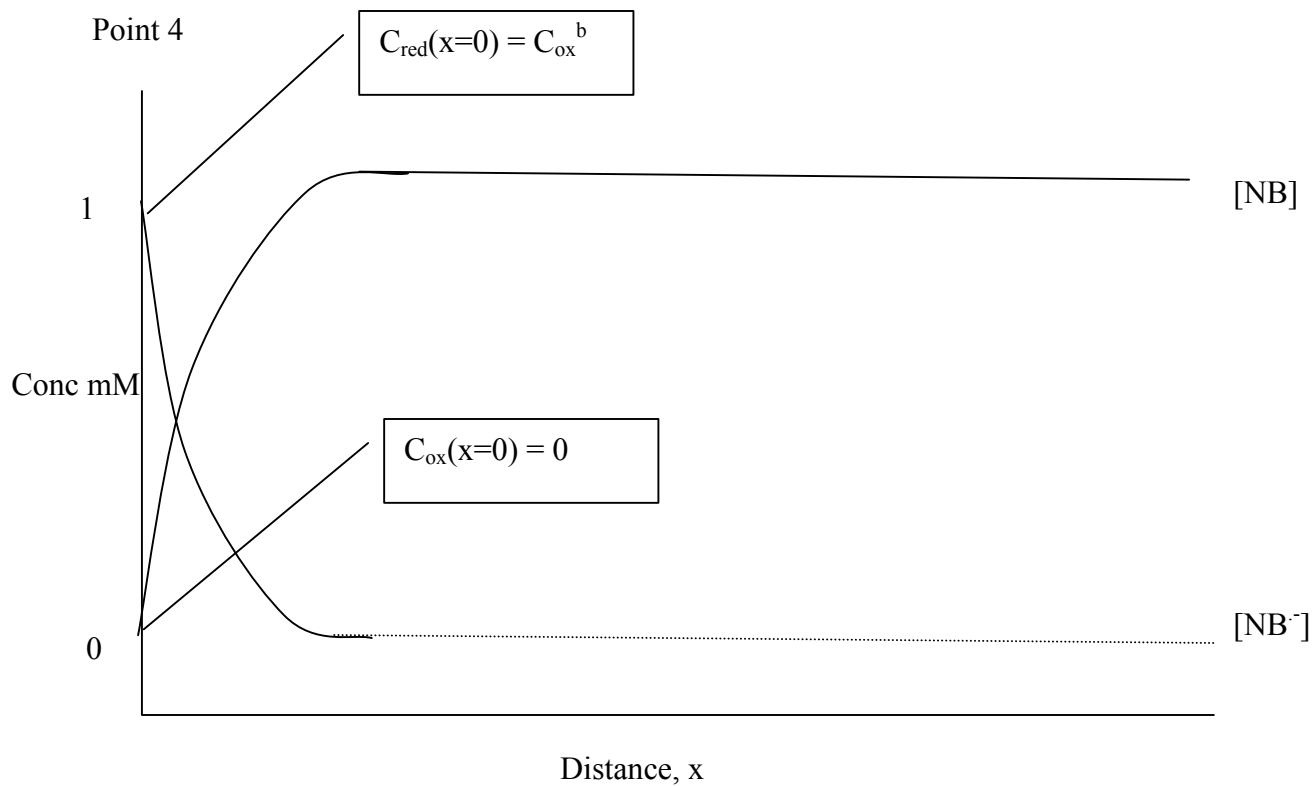 Point 4
C_red(x=0) = C_ox^b
1
[NB]
Conc mM
C_ox(x=0) = 0
0
[NB·-]
Distance, x